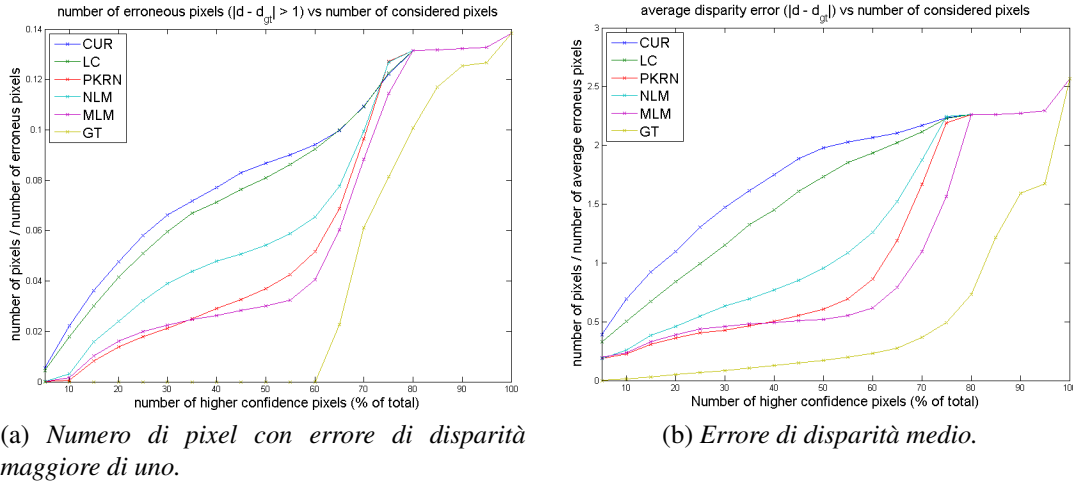 number of erroneous pixels (|d - d_gt| > 1) vs number of considered pixels
0.14
0.12
0.1
0.08
0.06
0.04
0.02
0
CUR
LC
PKRN
NLM
MLM
GT
number of pixels / number of erroneus pixels
10 20 30 40 50 60 70 80 90 100
number of higher confidence pixels (% of total)
(a) Numero di pixel con errore di disparità
maggiore di uno.
average disparity error (|d - d_gt|) vs number of considered pixels
3
2.5
2
1.5
1
0.5
0
CUR
LC
PKRN
NLM
MLM
GT
number of pixels / number of average erroneus pixels
10 20 30 40 50 60 70 80 90 100
Number of higher confidence pixels (% of total)
(b) Errore di disparità medio.